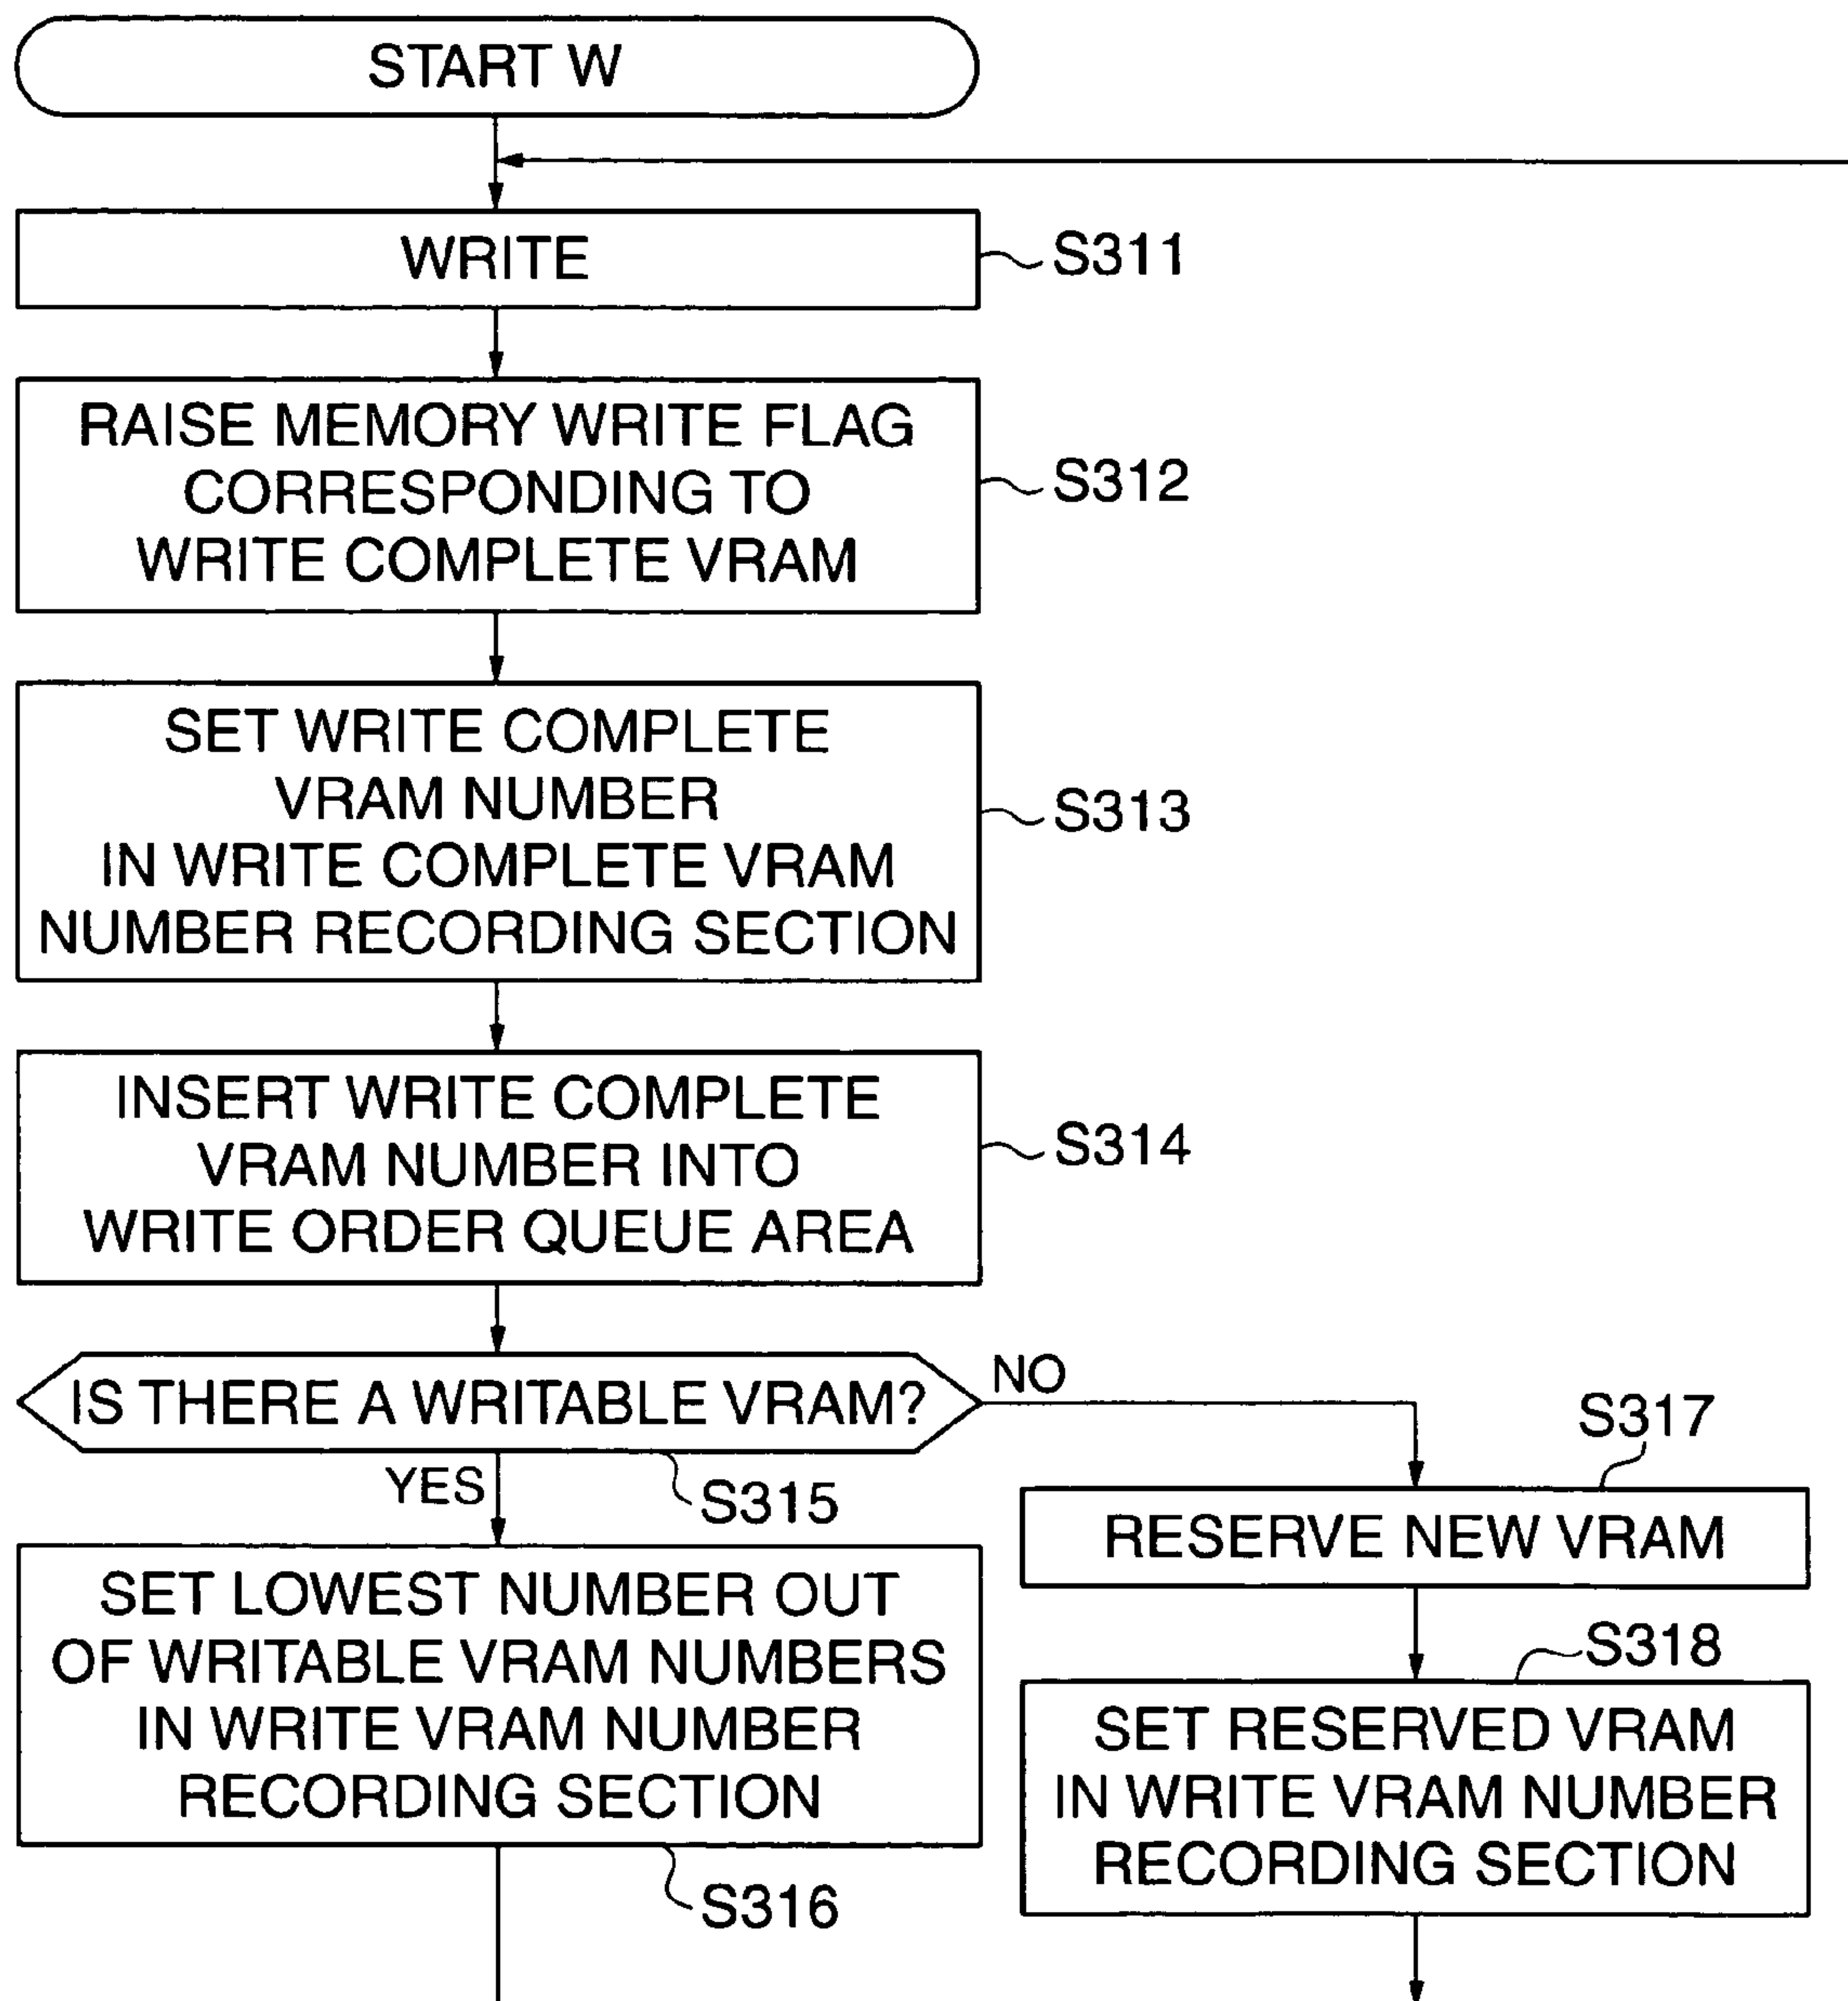 START W
WRITE
S311
RAISE MEMORY WRITE FLAG
CORRESPONDING TO
WRITE COMPLETE VRAM
S312
SET WRITE COMPLETE
VRAM NUMBER
IN WRITE COMPLETE VRAM
NUMBER RECORDING SECTION
S313
INSERT WRITE COMPLETE
VRAM NUMBER INTO
WRITE ORDER QUEUE AREA
S314
IS THERE A WRITABLE VRAM?
NO
YES
S315
SET LOWEST NUMBER OUT
OF WRITABLE VRAM NUMBERS
IN WRITE VRAM NUMBER
RECORDING SECTION
S316
S317
RESERVE NEW VRAM
S318
SET RESERVED VRAM
IN WRITE VRAM NUMBER
RECORDING SECTION